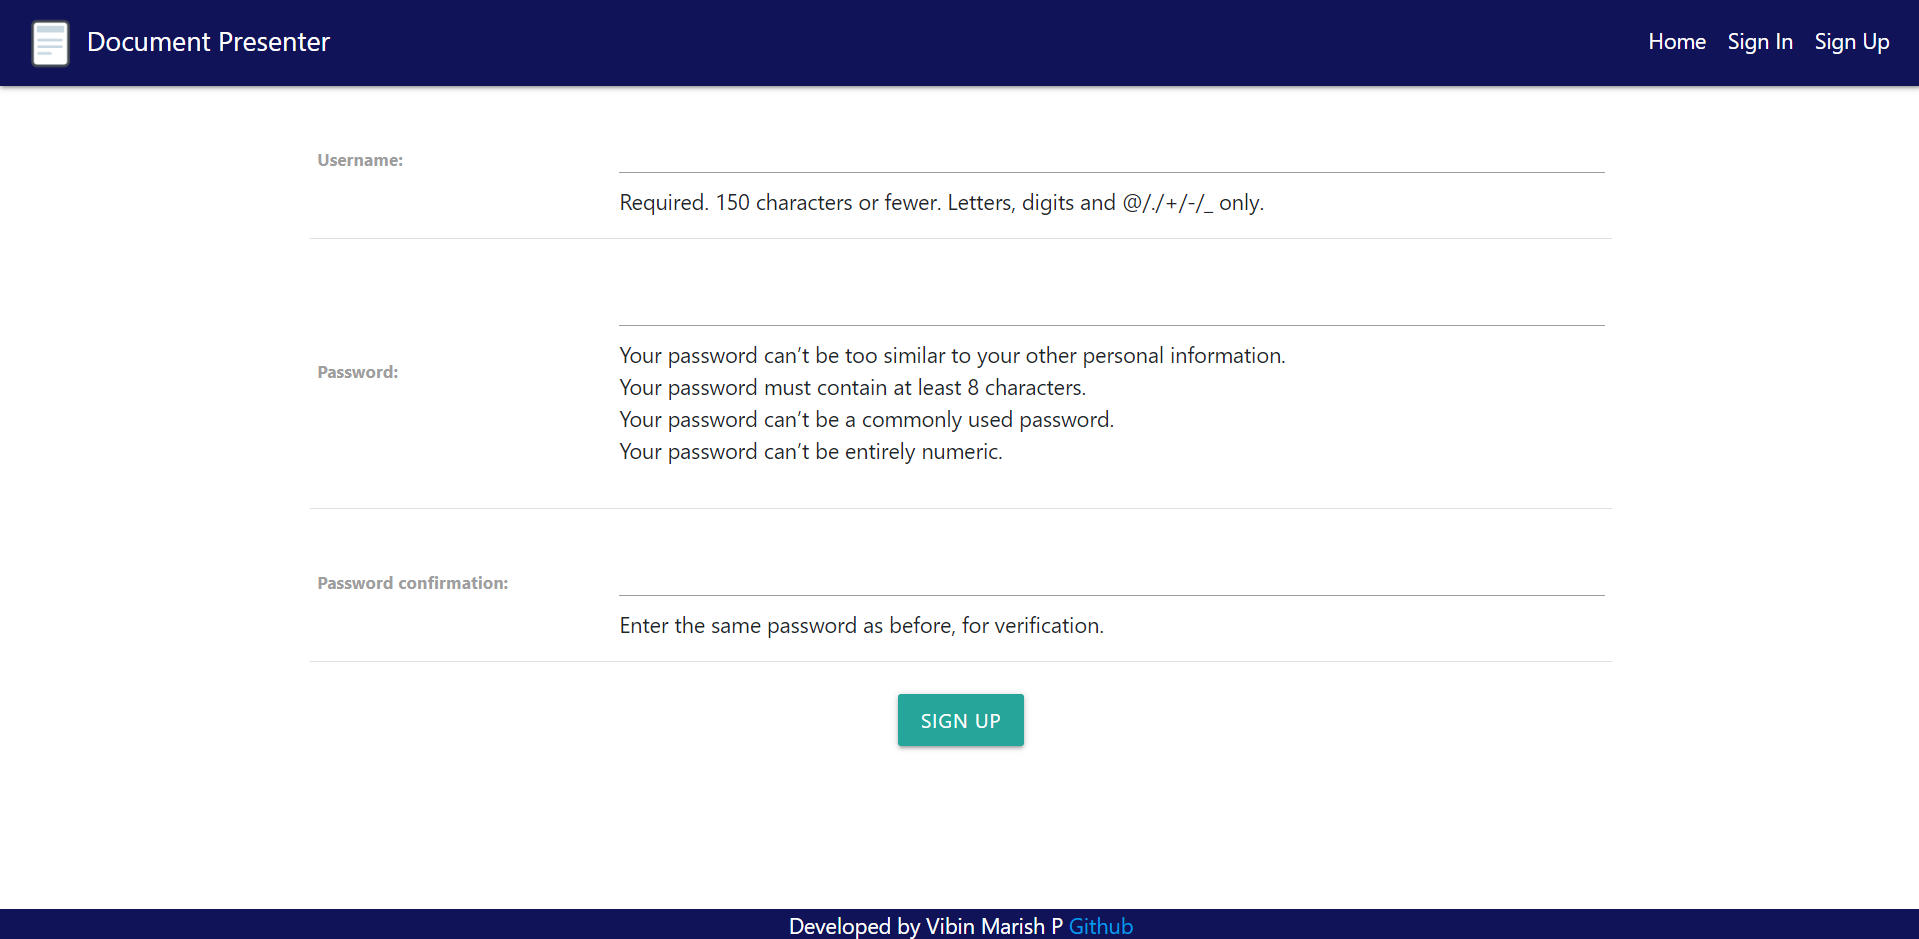 Document Presenter
Home Sign In Sign Up
Username:
Required. 150 characters or fewer. Letters, digits and @/./+/-/_ only.
Password:
Your password can’t be too similar to your other personal information.
Your password must contain at least 8 characters.
Your password can’t be a commonly used password.
Your password can’t be entirely numeric.
Password confirmation:
Enter the same password as before, for verification.
SIGN UP
Developed by Vibin Marish P Github